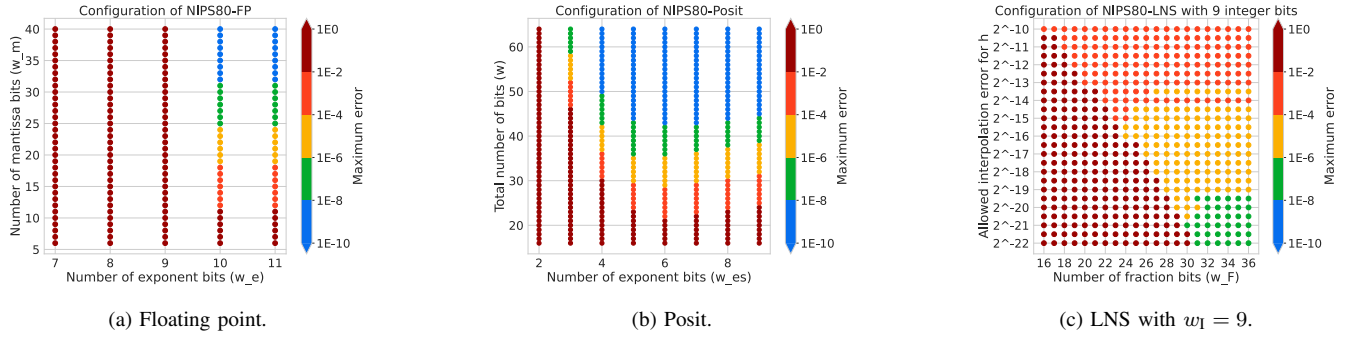 Configuration of NIPS80-FP
Number of mantissa bits (w_m)
40
35
30
25
20
15
10
5
7 8 9 10 11
Number of exponent bits (w_e)
1E0
1E-2
1E-4
1E-6
1E-8
1E-10
Maximum error
(a) Floating point.
Configuration of NIPS80-Posit
Total number of bits (w)
60
50
40
30
20
2 4 6 8
Number of exponent bits (w_es)
1E0
1E-2
1E-4
1E-6
1E-8
1E-10
Maximum error
(b) Posit.
Configuration of NIPS80-LNS with 9 integer bits
Allowed interpolation error for h
2^-10
2^-11
2^-12
2^-13
2^-14
2^-15
2^-16
2^-17
2^-18
2^-19
2^-20
2^-21
2^-22
16 18 20 22 24 26 28 30 32 34 36
Number of fraction bits (w_F)
1E0
1E-2
1E-4
1E-6
1E-8
1E-10
Maximum error
(c) LNS with w_I = 9.